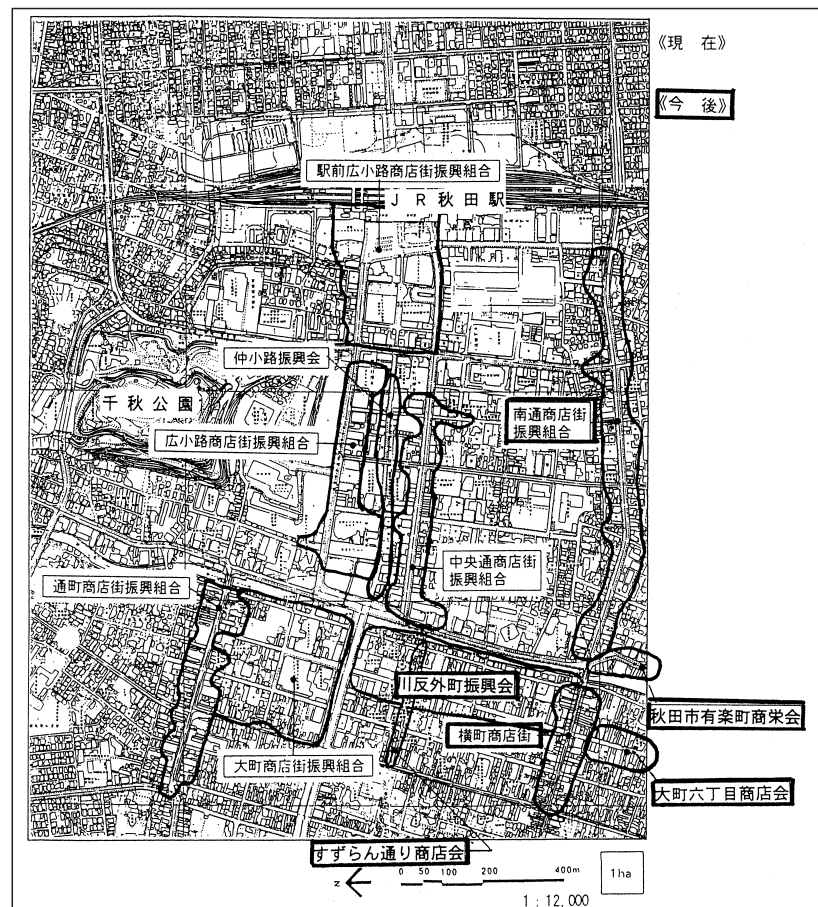 《現 在》
《今 後》
駅前広小路商店街振興組合
JR秋田駅
仲小路振興会
千秋公園
広小路商店街振興組合
南通商店街
振興組合
中央通商店街
振興組合
通町商店街振興組合
川反外町振興会
秋田市有楽町商栄会
横町商店街
大町商店街振興組合
大町六丁目商店会
すずらん通り商店会
z
0 50 100 200 400m
1ha
1:12,000